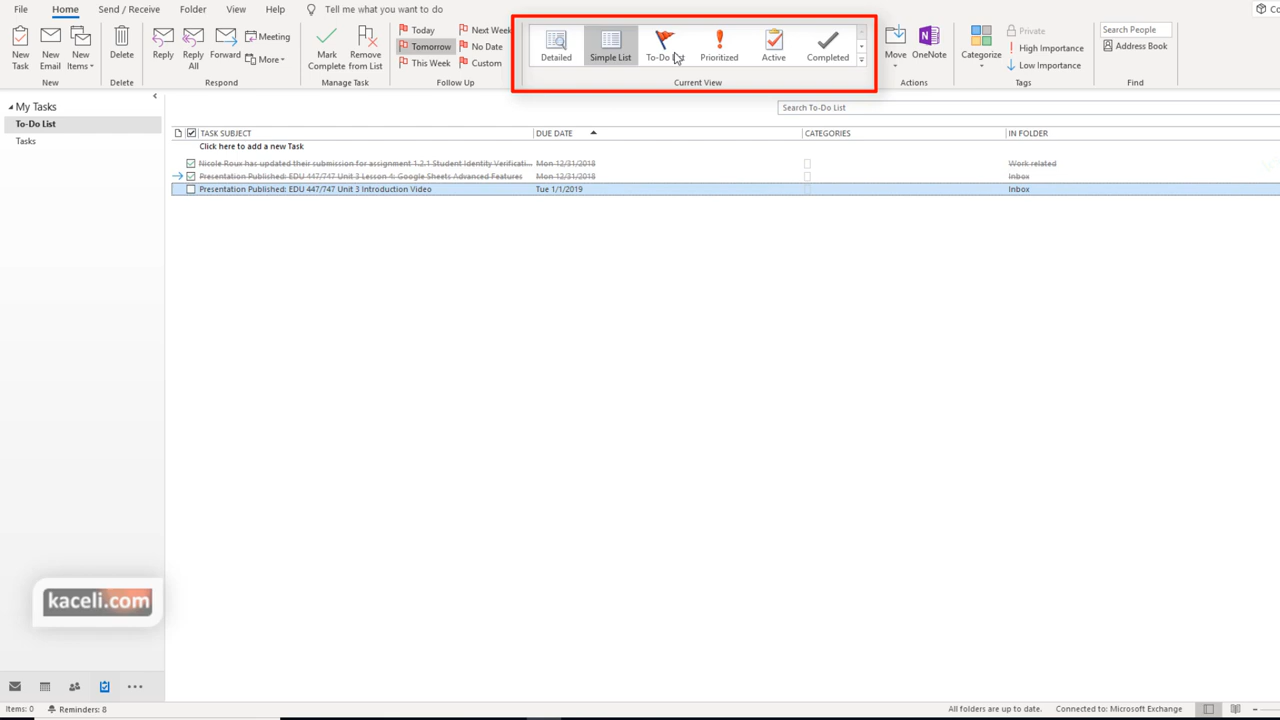 File Home Send / Receive Folder View Help Tell me what you want to do
New Task
New Email
New Items
New
Delete
Delete
Reply
Reply All
Forward
Meeting
More
Respond
Mark Complete
Remove from List
Manage Task
Today
Tomorrow
This Week
Next Week
No Date
Custom
Follow Up
Detailed
Simple List
To-Do
Prioritized
Active
Completed
Current View
Move
OneNote
Actions
Categorize
Private
High Importance
Low Importance
Tags
Search People
Address Book
Find
My Tasks
To-Do List
Tasks
Search To-Do List
TASK SUBJECT DUE DATE CATEGORIES IN FOLDER
Click here to add a new Task
Nicole Roux has updated their submission for assignment 1.2.1 Student Identity Verificati... Mon 12/31/2018 Work related
Presentation Published: EDU 447/747 Unit 3 Lesson 4: Google Sheets Advanced Features Mon 12/31/2018 Inbox
Presentation Published: EDU 447/747 Unit 3 Introduction Video Tue 1/1/2019 Inbox
kaceli.com
Items: 0 Reminders: 8 All folders are up to date. Connected to: Microsoft Exchange